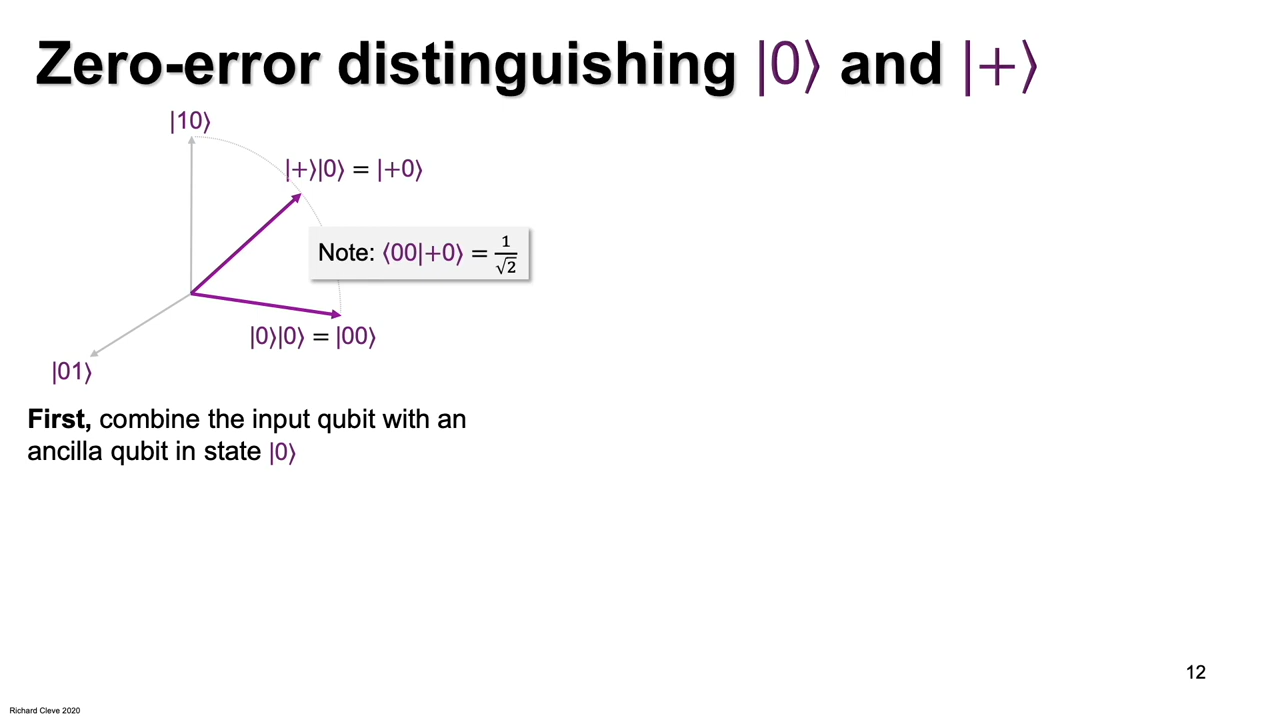 Zero-error distinguishing |0⟩ and |+⟩
|10⟩
|+⟩|0⟩ = |+0⟩
Note: ⟨00|+0⟩ = 1/√2
|0⟩|0⟩ = |00⟩
|01⟩
First, combine the input qubit with an
ancilla qubit in state |0⟩
12
Richard Cleve 2020